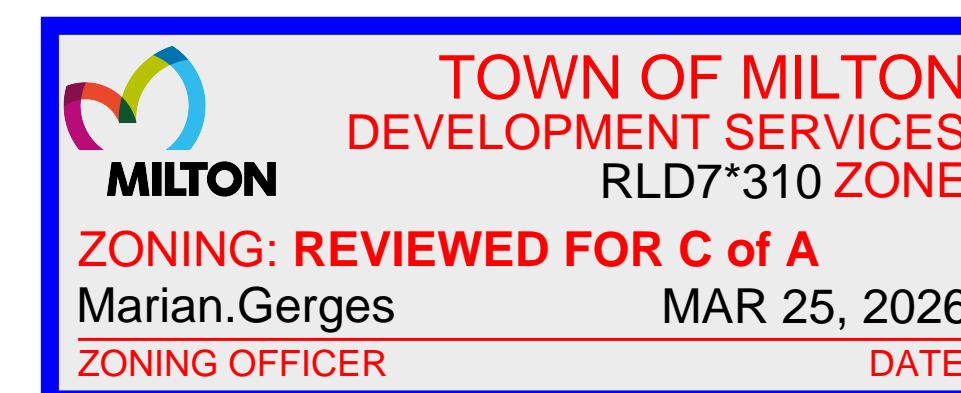 TOWN OF MILTON
DEVELOPMENT SERVICES
MILTON
RLD7*310 ZONE
ZONING: REVIEWED FOR C of A
Marian.Gerges MAR 25, 2026
ZONING OFFICER DATE